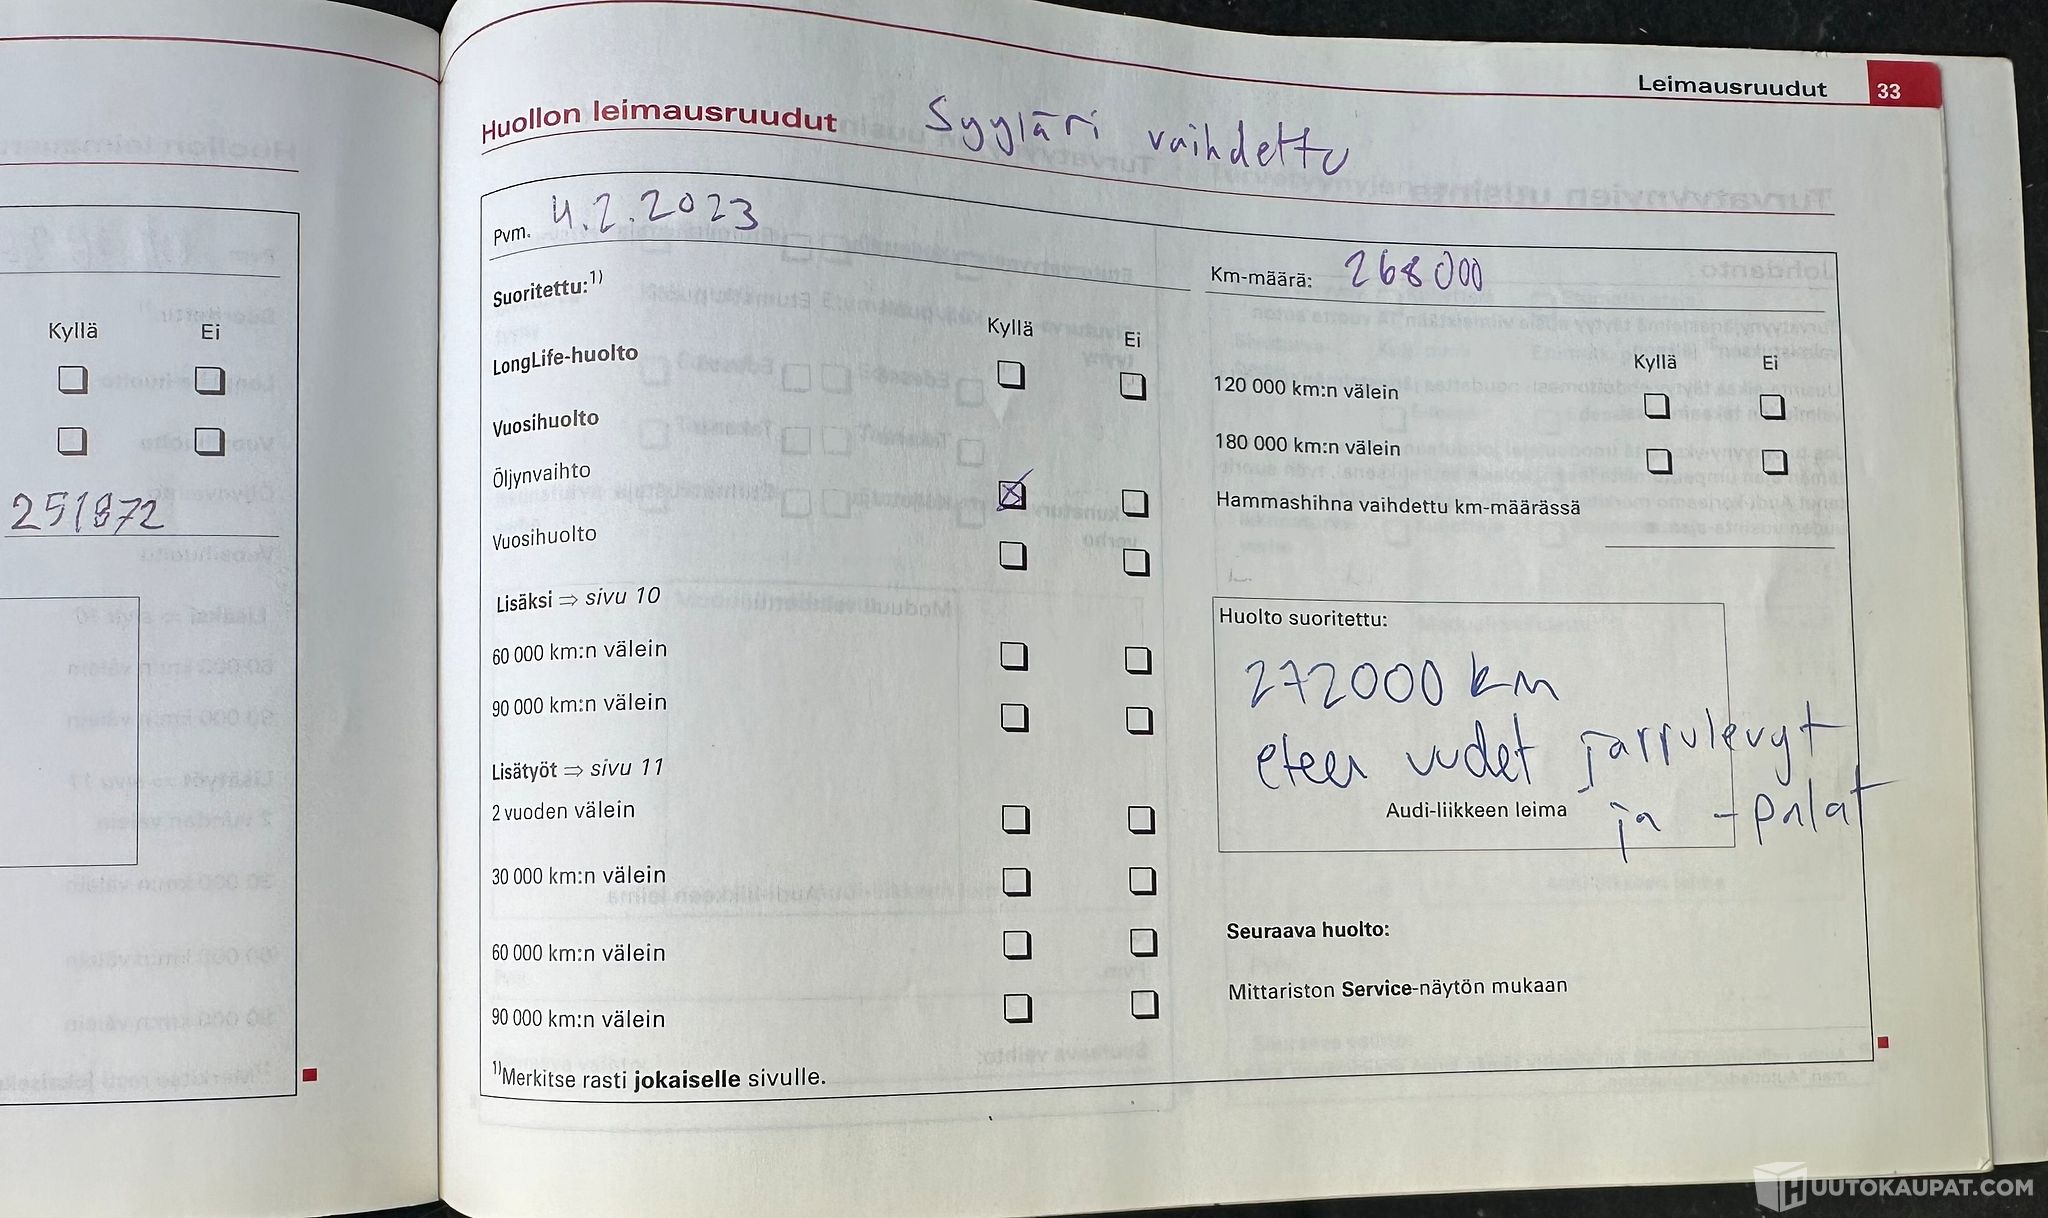 Kyllä Ei
251872
Leimausruudut 33
Huollon leimausruudut Syyläri vaihdettu
Pvm. 4.2.2023
Km-määrä: 268000
Suoritettu:1)
Kyllä Ei
Kyllä Ei
LongLife-huolto
120 000 km:n välein
Vuosihuolto
180 000 km:n välein
Öljynvaihto
Hammashihna vaihdettu km-määrässä
Vuosihuolto
Lisäksi ⇒ sivu 10
60 000 km:n välein
90 000 km:n välein
Lisätyöt ⇒ sivu 11
2 vuoden välein
30 000 km:n välein
60 000 km:n välein
90 000 km:n välein
1)Merkitse rasti jokaiselle sivulle.
Huolto suoritettu:
272000 km
eteen uudet jarrulevyt
ja -palat
Audi-liikkeen leima
Seuraava huolto:
Mittariston Service-näytön mukaan
HUUTOKAUPAT.COM